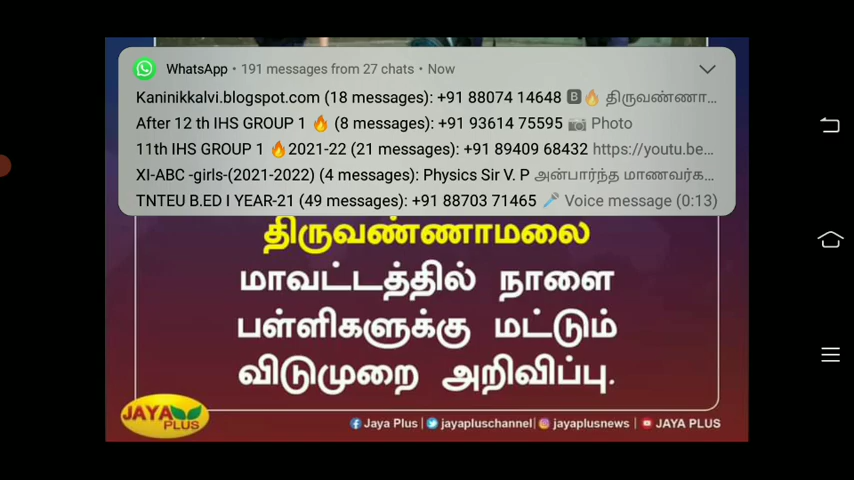 WhatsApp • 191 messages from 27 chats • Now
Kaninikkalvi.blogspot.com (18 messages): +91 88074 14648 🅱🔥 திருவண்ணா...
After 12 th IHS GROUP 1 🔥 (8 messages): +91 93614 75595 📷 Photo
11th IHS GROUP 1 🔥2021-22 (21 messages): +91 89409 68432 https://youtu.be...
XI-ABC -girls-(2021-2022) (4 messages): Physics Sir V. P அன்பார்ந்த மாணவர்க...
TNTEU B.ED I YEAR-21 (49 messages): +91 88703 71465 🎤 Voice message (0:13)
திருவண்ணாமலை
மாவட்டத்தில் நாளை
பள்ளிகளுக்கு மட்டும்
விடுமுறை அறிவிப்பு.
JAYA PLUS
Jaya Plus | jayapluschannel | jayaplusnews | JAYA PLUS